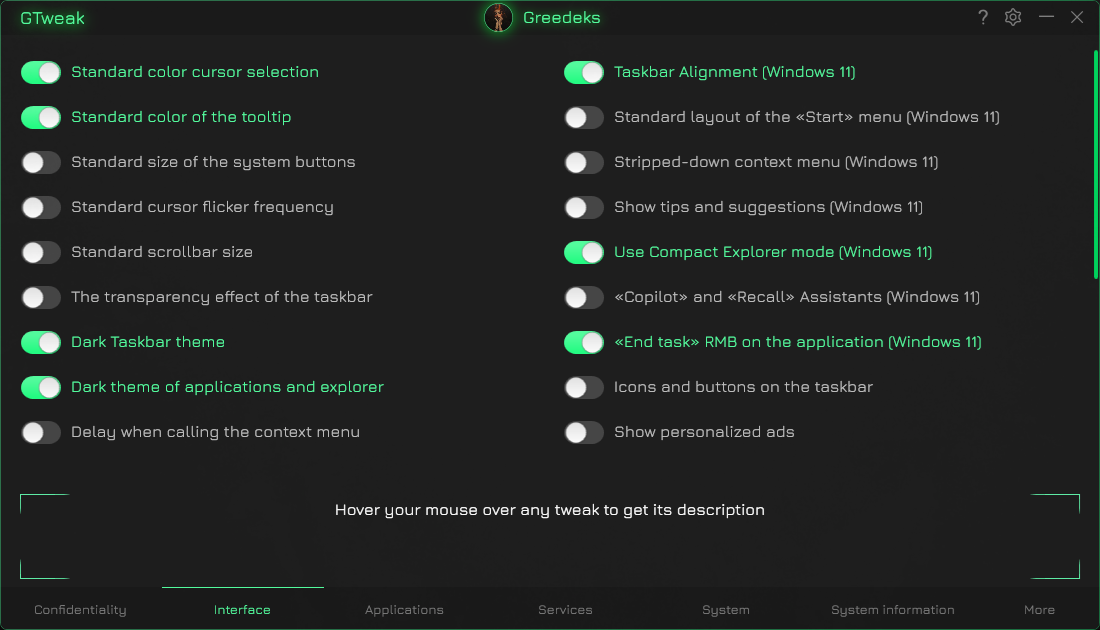 GTweak
Greedeks
?
Standard color cursor selection
Standard color of the tooltip
Standard size of the system buttons
Standard cursor flicker frequency
Standard scrollbar size
The transparency effect of the taskbar
Dark Taskbar theme
Dark theme of applications and explorer
Delay when calling the context menu
Taskbar Alignment (Windows 11)
Standard layout of the «Start» menu (Windows 11)
Stripped-down context menu (Windows 11)
Show tips and suggestions (Windows 11)
Use Compact Explorer mode (Windows 11)
«Copilot» and «Recall» Assistants (Windows 11)
«End task» RMB on the application (Windows 11)
Icons and buttons on the taskbar
Show personalized ads
Hover your mouse over any tweak to get its description
Confidentiality
Interface
Applications
Services
System
System information
More